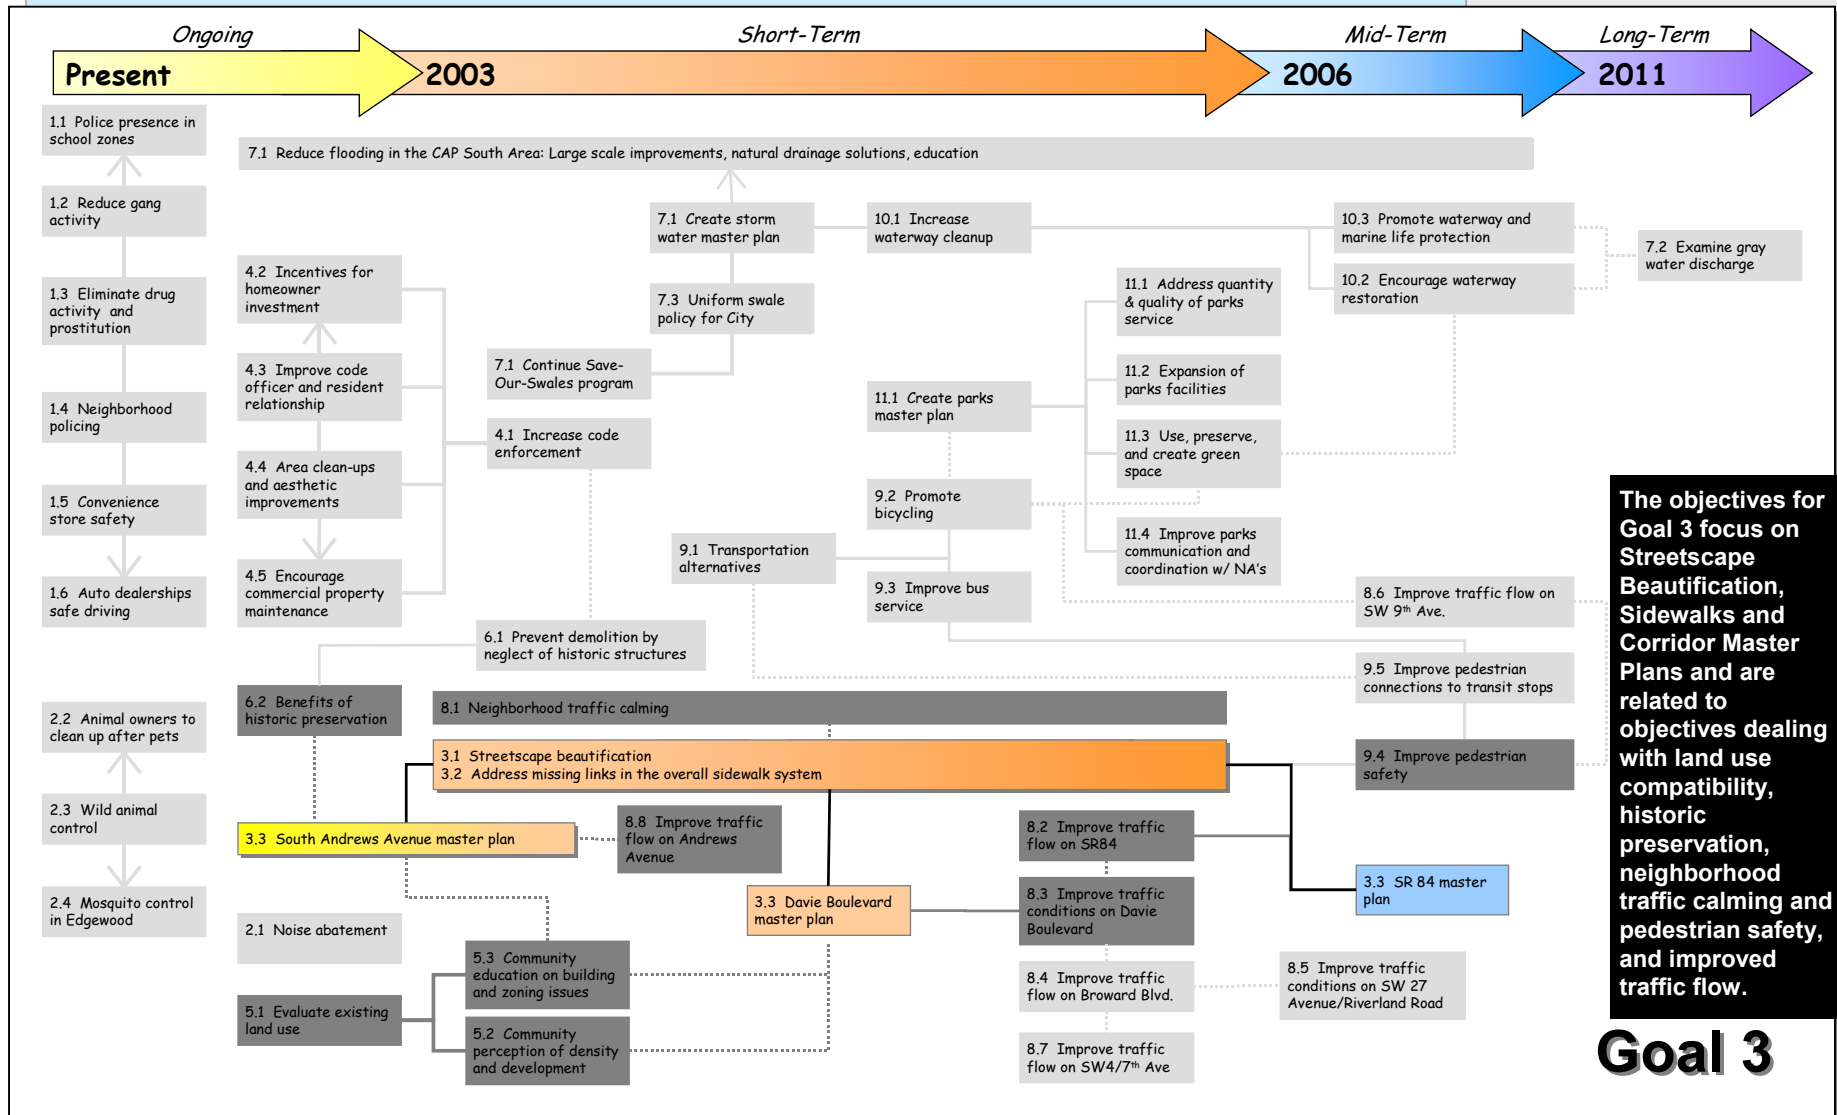 Ongoing
Short-Term
Mid-Term
Long-Term
Present
2003
2006
2011
1.1 Police presence in
school zones
7.1 Reduce flooding in the CAP South Area: Large scale improvements, natural drainage solutions, education
1.2 Reduce gang
activity
7.1 Create storm
water master plan
10.1 Increase
waterway cleanup
10.3 Promote waterway and
marine life protection
7.2 Examine gray
water discharge
4.2 Incentives for
homeowner
investment
11.1 Address quantity
& quality of parks
service
10.2 Encourage waterway
restoration
1.3 Eliminate drug
activity and
prostitution
7.3 Uniform swale
policy for City
4.3 Improve code
officer and resident
relationship
7.1 Continue Save-
Our-Swales program
11.2 Expansion of
parks facilities
1.4 Neighborhood
policing
11.1 Create parks
master plan
4.1 Increase code
enforcement
11.3 Use, preserve,
and create green
space
4.4 Area clean-ups
and aesthetic
improvements
1.5 Convenience
store safety
9.2 Promote
bicycling
11.4 Improve parks
communication and
coordination w/ NA's
9.1 Transportation
alternatives
4.5 Encourage
commercial property
maintenance
1.6 Auto dealerships
safe driving
9.3 Improve bus
service
8.6 Improve traffic flow on
SW 9th Ave.
6.1 Prevent demolition by
neglect of historic structures
9.5 Improve pedestrian
connections to transit stops
6.2 Benefits of
historic preservation
8.1 Neighborhood traffic calming
2.2 Animal owners to
clean up after pets
3.1 Streetscape beautification
3.2 Address missing links in the overall sidewalk system
9.4 Improve pedestrian
safety
2.3 Wild animal
control
3.3 South Andrews Avenue master plan
8.8 Improve traffic
flow on Andrews
Avenue
8.2 Improve traffic
flow on SR84
2.4 Mosquito control
in Edgewood
3.3 Davie Boulevard
master plan
8.3 Improve traffic
conditions on Davie
Boulevard
3.3 SR 84 master
plan
2.1 Noise abatement
5.3 Community
education on building
and zoning issues
8.4 Improve traffic
flow on Broward Blvd.
8.5 Improve traffic
conditions on SW 27
Avenue/Riverland Road
5.1 Evaluate existing
land use
5.2 Community
perception of density
and development
8.7 Improve traffic
flow on SW4/7th Ave
The objectives for
Goal 3 focus on
Streetscape
Beautification,
Sidewalks and
Corridor Master
Plans and are
related to
objectives dealing
with land use
compatibility,
historic
preservation,
neighborhood
traffic calming and
pedestrian safety,
and improved
traffic flow.
Goal 3